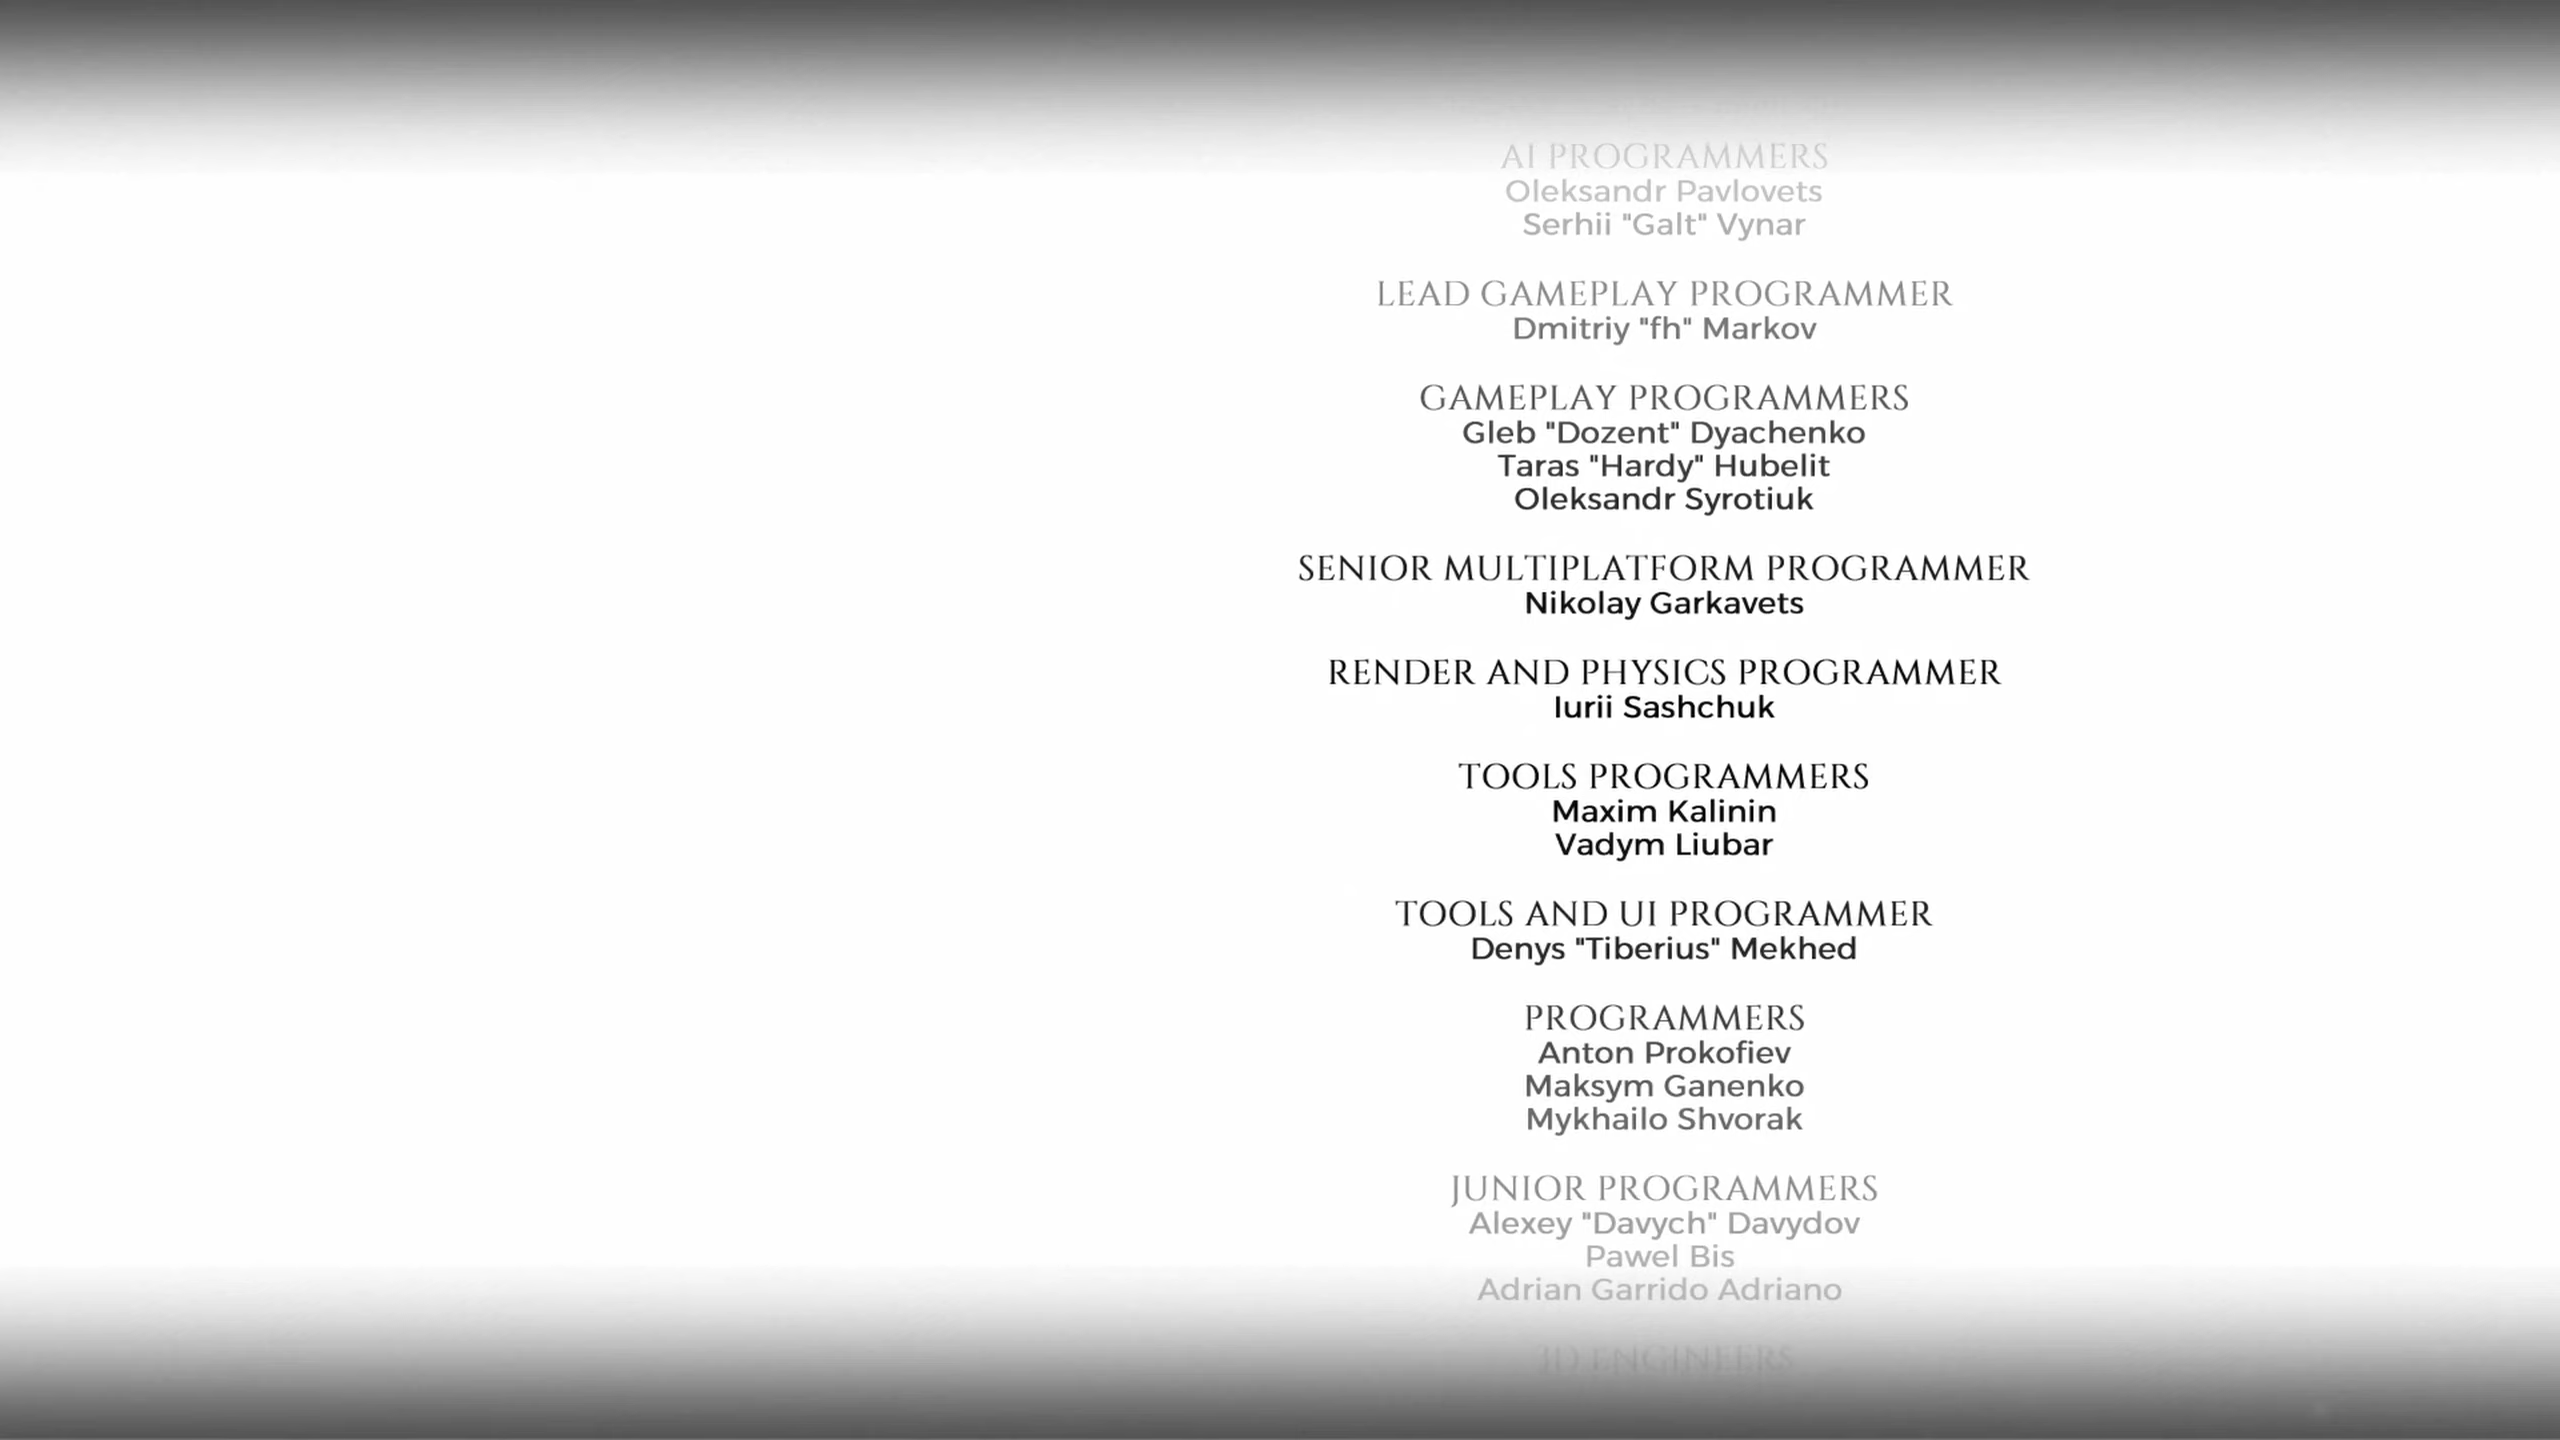 AI PROGRAMMERS
Oleksandr Pavlovets
Serhii "Galt" Vynar
LEAD GAMEPLAY PROGRAMMER
Dmitriy "fh" Markov
GAMEPLAY PROGRAMMERS
Gleb "Dozent" Dyachenko
Taras "Hardy" Hubelit
Oleksandr Syrotiuk
SENIOR MULTIPLATFORM PROGRAMMER
Nikolay Garkavets
RENDER AND PHYSICS PROGRAMMER
Iurii Sashchuk
TOOLS PROGRAMMERS
Maxim Kalinin
Vadym Liubar
TOOLS AND UI PROGRAMMER
Denys "Tiberius" Mekhed
PROGRAMMERS
Anton Prokofiev
Maksym Ganenko
Mykhailo Shvorak
JUNIOR PROGRAMMERS
Alexey "Davych" Davydov
Pawel Bis
Adrian Garrido Adriano
3D ENGINEERS